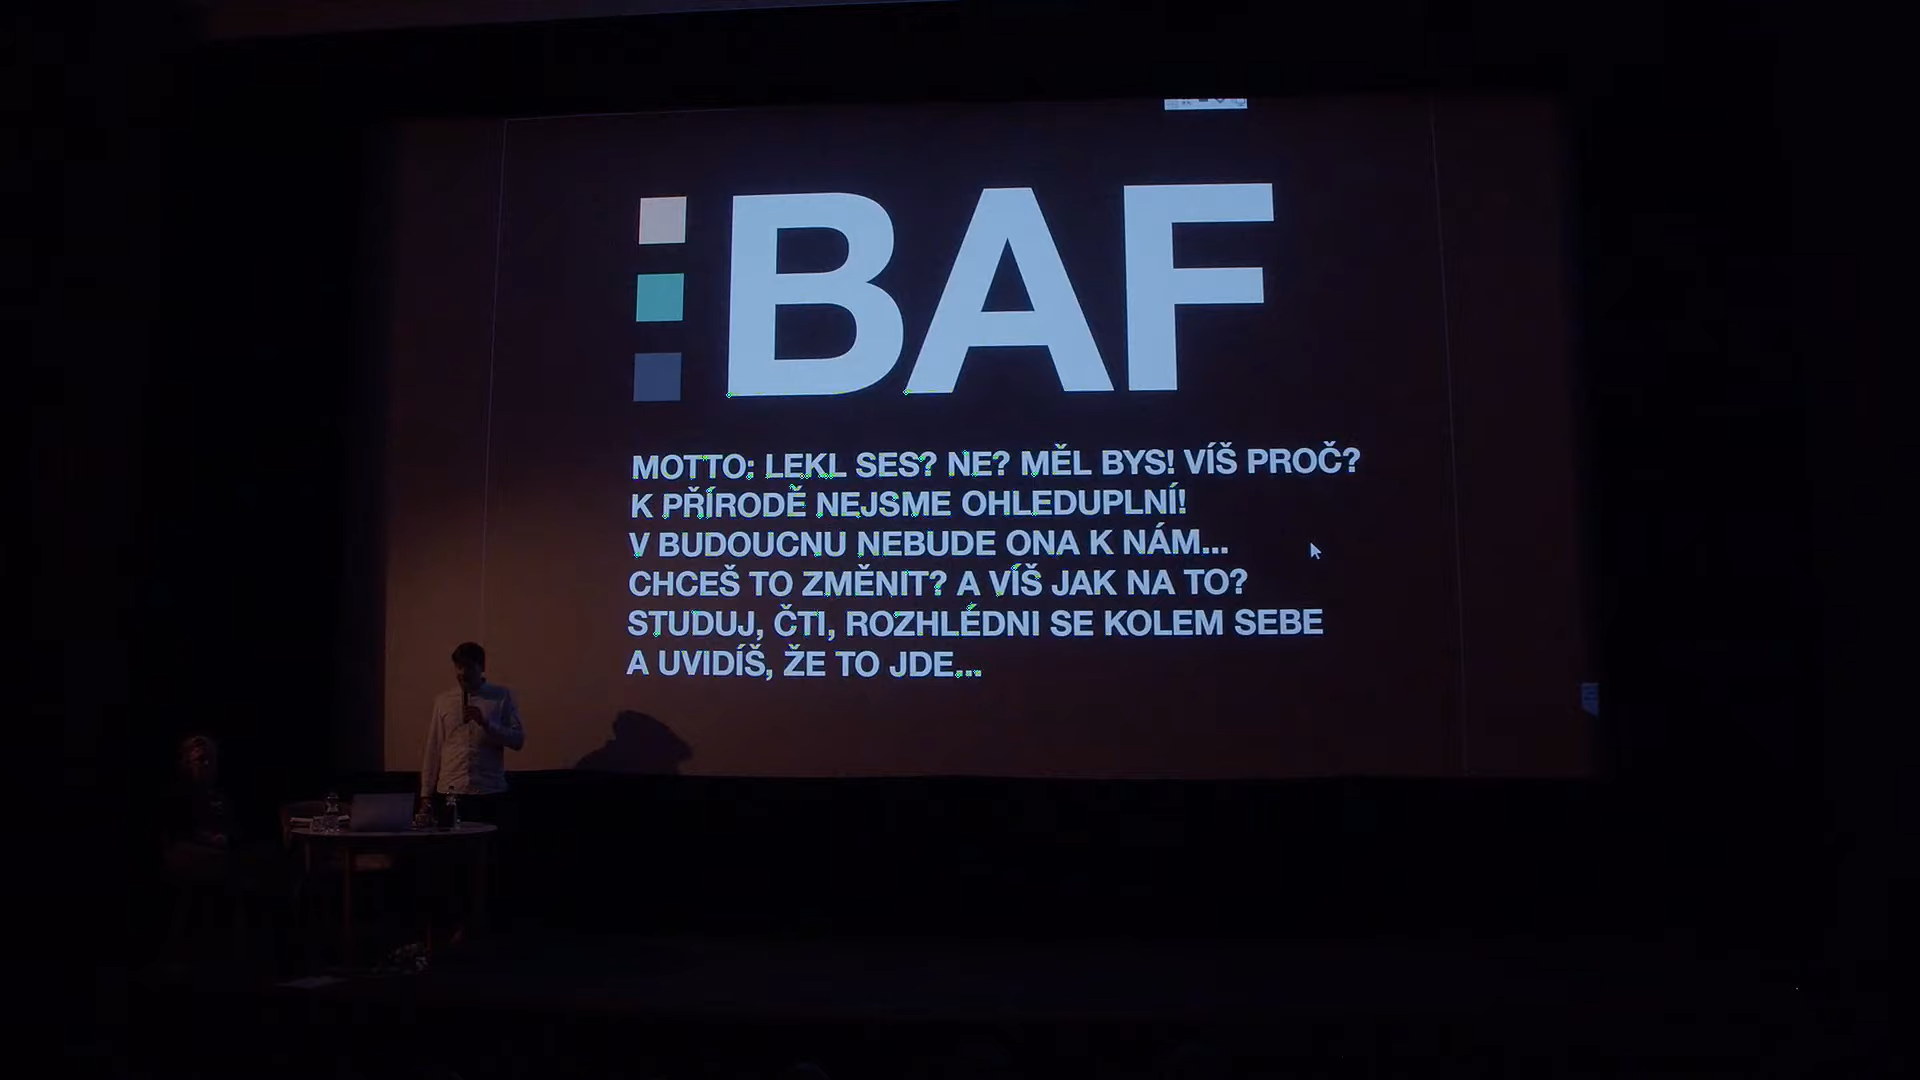 BAF
MOTTO: LEKL SES? NE? MĚL BYS! VÍŠ PROČ?
K PŘÍRODĚ NEJSME OHLEDUPLNÍ!
V BUDOUCNU NEBUDE ONA K NÁM...
CHCEŠ TO ZMĚNIT? A VÍŠ JAK NA TO?
STUDUJ, ČTI, ROZHLÉDNI SE KOLEM SEBE
A UVIDÍŠ, ŽE TO JDE...